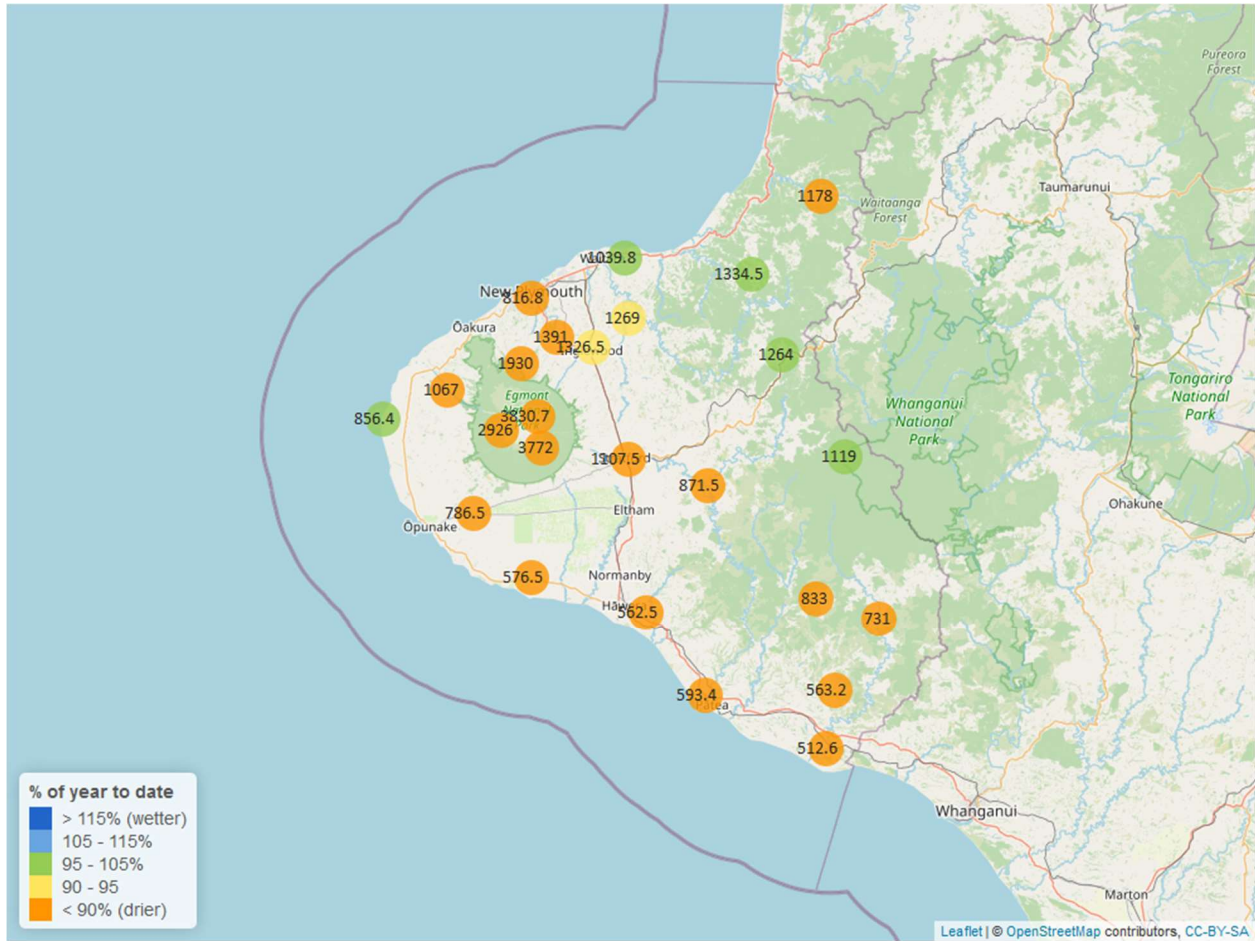 Pureora
Forest
Taumarunui
1178
Waitaanga
Forest
1039.8
1334.5
New Plymouth
816.8
1269
Ōakura
1391
1326.5
1264
1930
1067
Egmont
Tongariro
National
Park
Whanganui
National
Park
856.4
3830.7
2926
3772
1107.5
1119
871.5
Ohakune
786.5
Eltham
Ōpunake
576.5
Normanby
833
562.5
731
593.4
563.2
Patea
512.6
% of year to date
> 115% (wetter)
105 - 115%
95 - 105%
90 - 95
< 90% (drier)
Whanganui
Marton
Leaflet | © OpenStreetMap contributors, CC-BY-SA